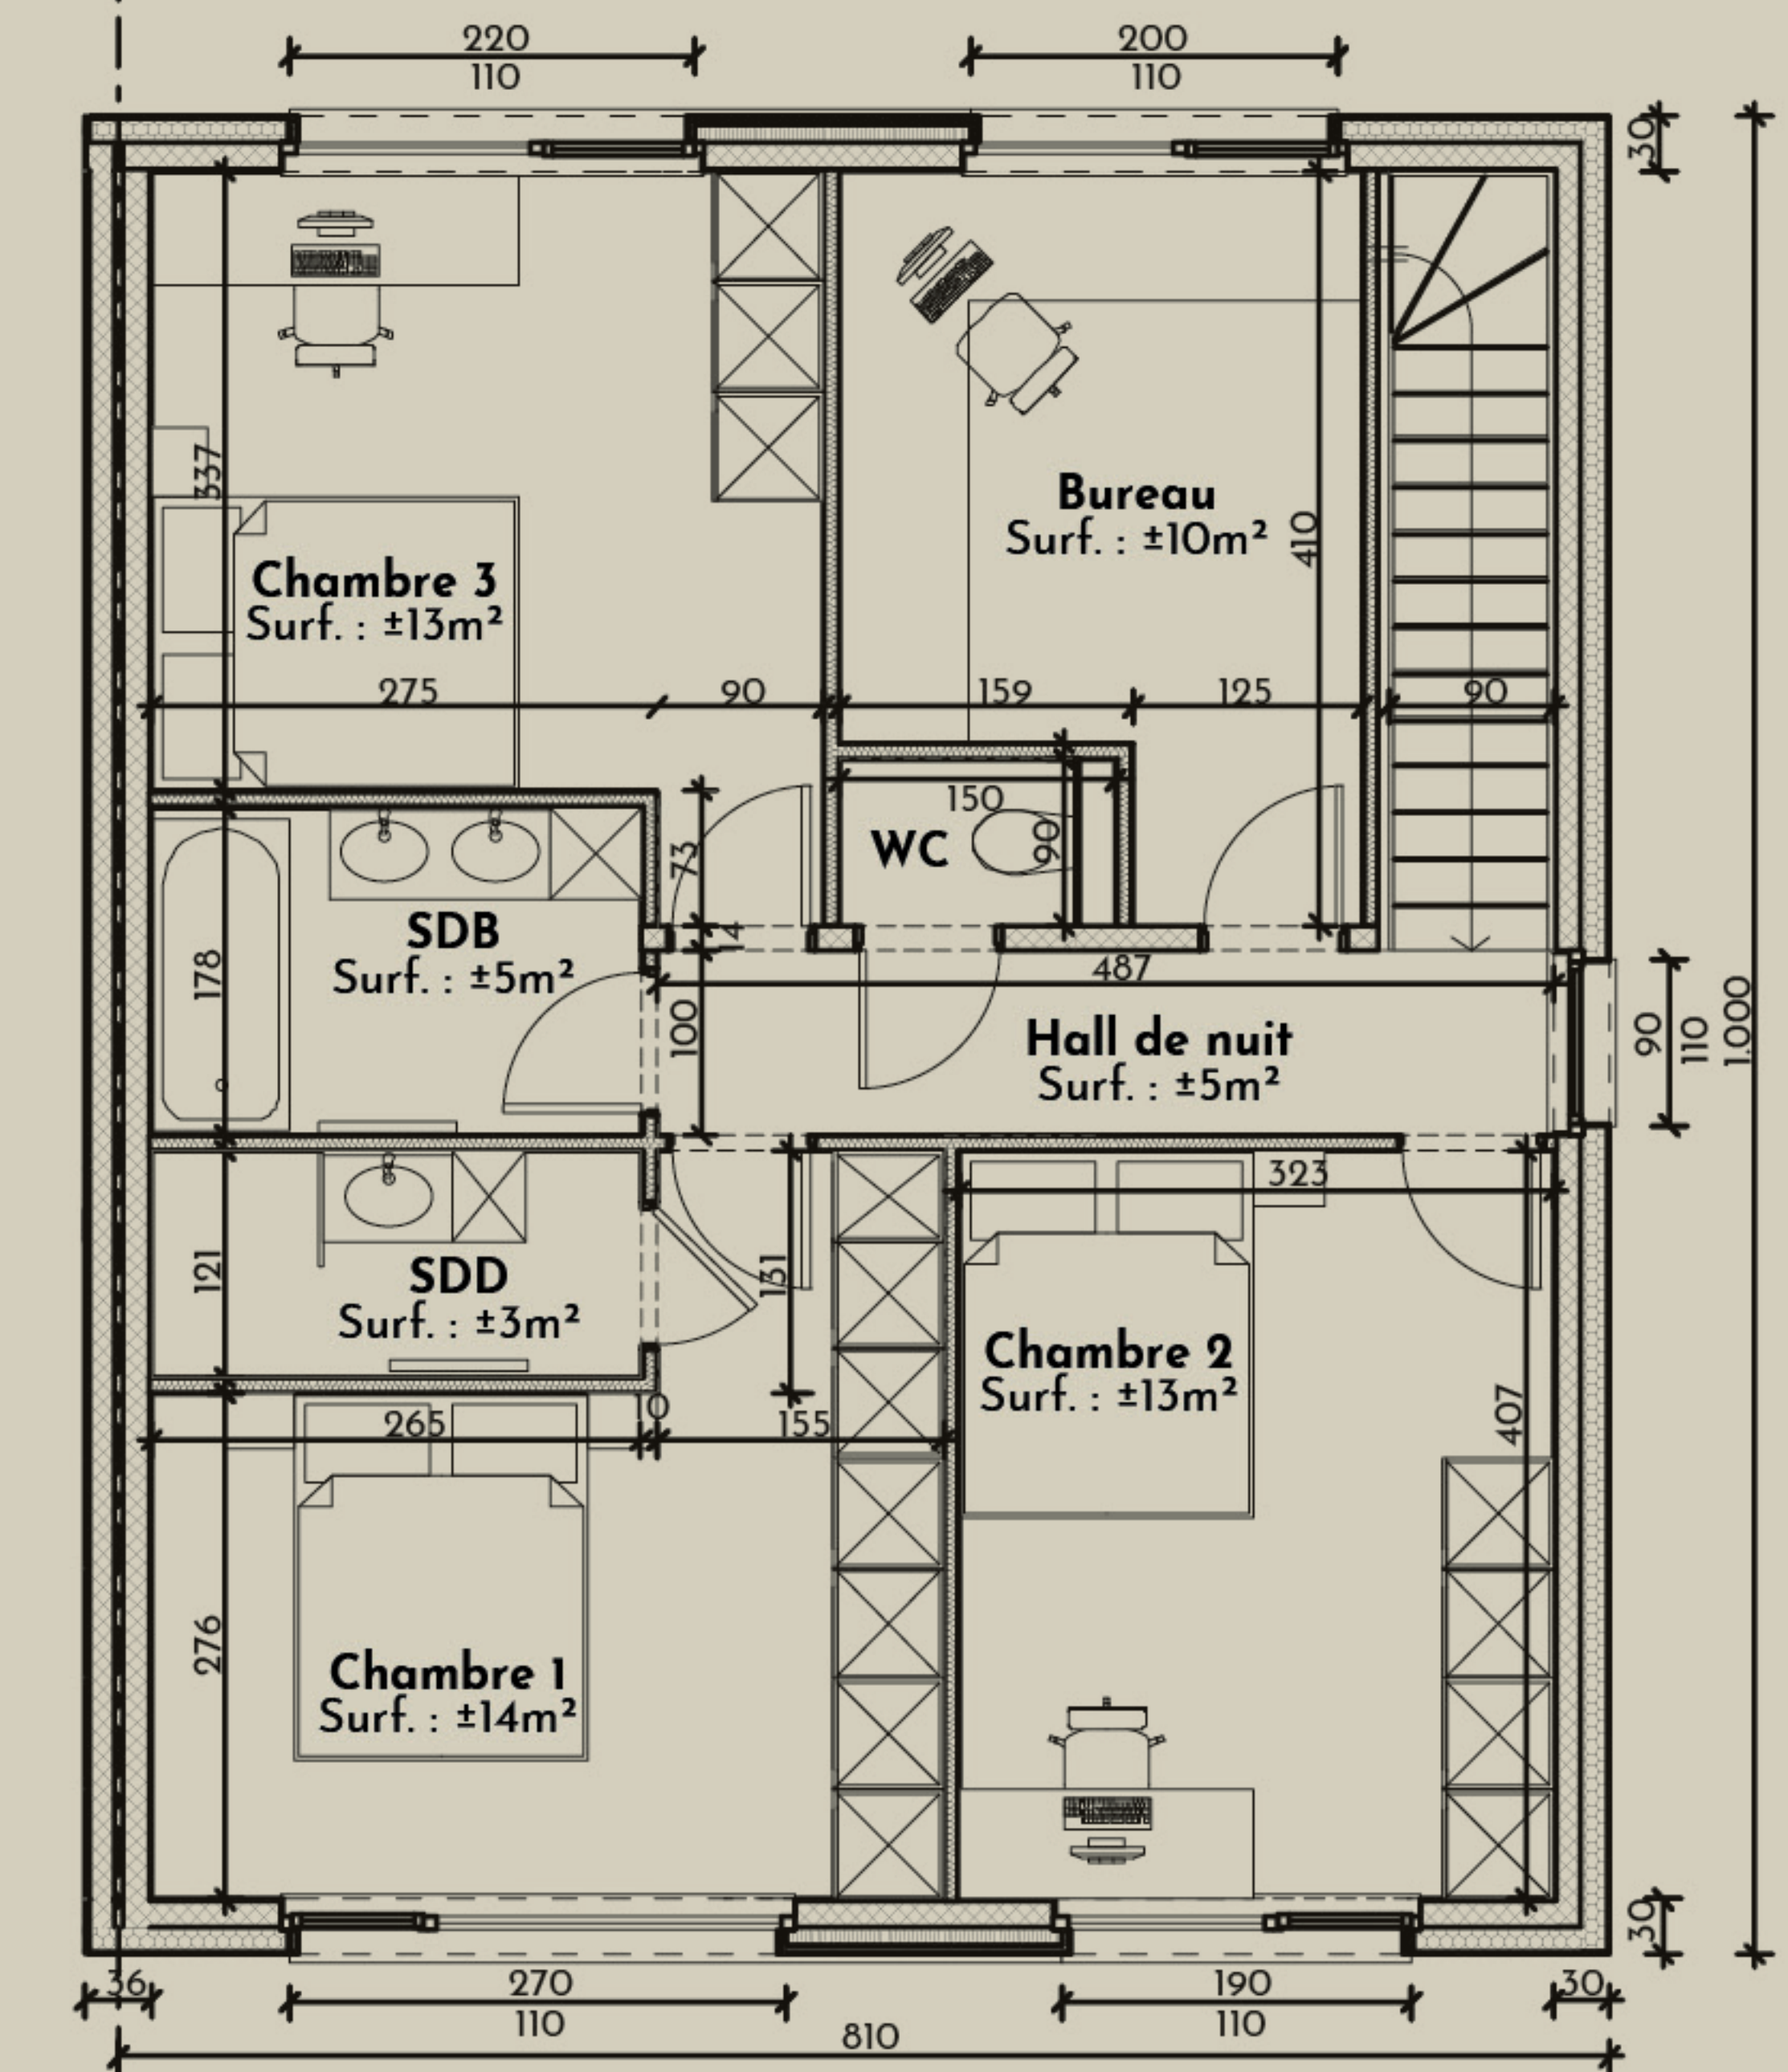 220
110
200
110
30
337
Bureau
Surf. : ±10m²
410
Chambre 3
Surf. : ±13m²
275
90
159
125
90
150
WC
90
73
14
SDB
Surf. : ±5m²
178
487
100
Hall de nuit
Surf. : ±5m²
90
110
1.000
323
121
SDD
Surf. : ±3m²
131
Chambre 2
Surf. : ±13m²
407
265
10
155
276
Chambre 1
Surf. : ±14m²
30
36
270
110
190
110
30
810